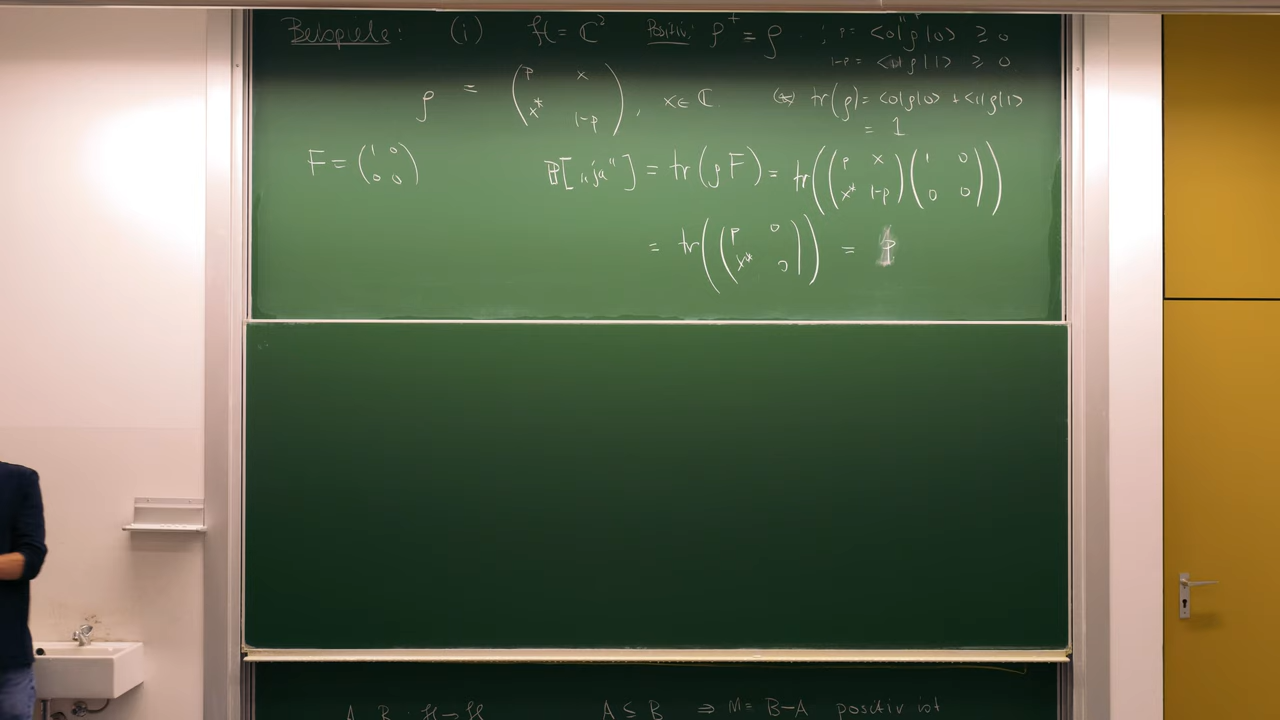 Beispiele: (i) ℋ = ℂ² Positiv: ρ† = ρ . ; p = <0|ρ|0> ≥ 0
1-p = <1|ρ|1> ≥ 0
ρ = (p x; x* 1-p), x ∈ ℂ. (*) tr(ρ) = <0|ρ|0> + <1|ρ|1>
= 1
F = (1 0; 0 0) ℙ["ja"] = tr(ρF) = tr((p x; x* 1-p)(1 0; 0 0))
= tr((p 0; x* 0)) = p
A, B : ℋ → ℋ A ≤ B ⇒ M = B-A positiv ist